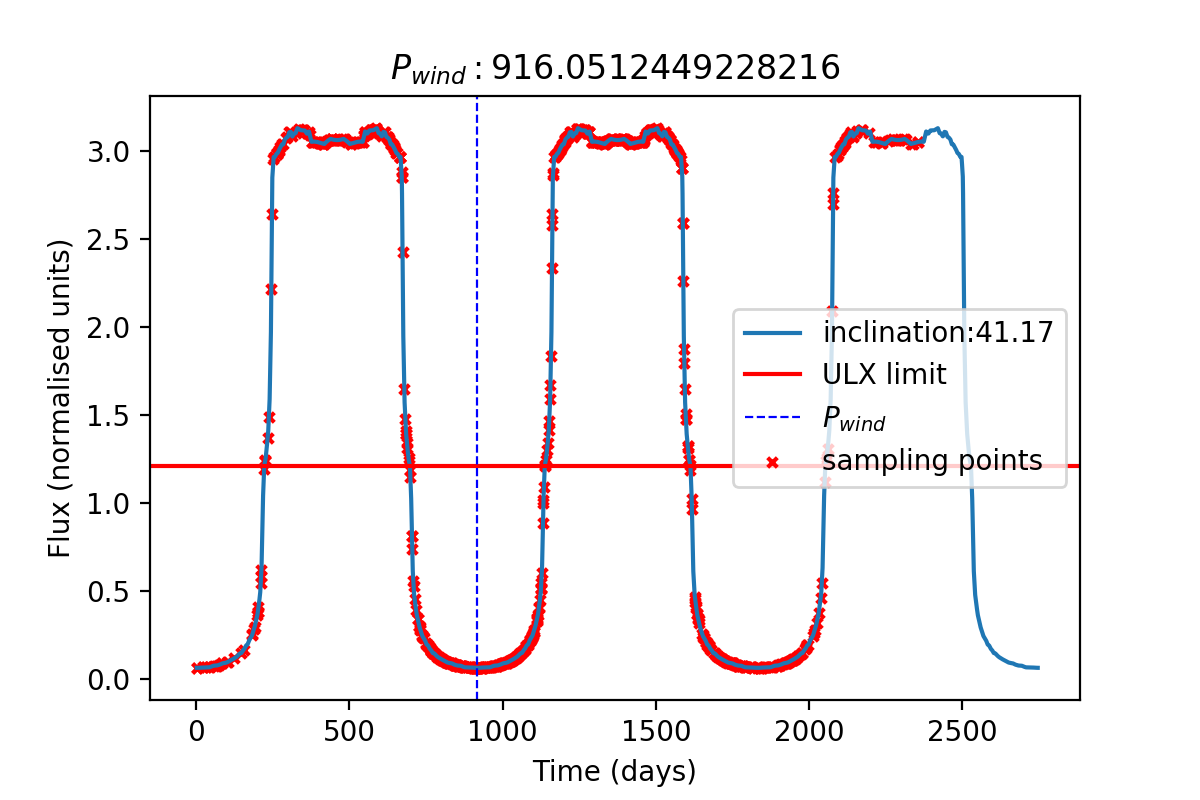 P_wind : 916.0512449228216
Flux (normalised units)
3.0
2.5
2.0
1.5
1.0
0.5
0.0
inclination:41.17
ULX limit
P_wind
sampling points
0 500 1000 1500 2000 2500
Time (days)